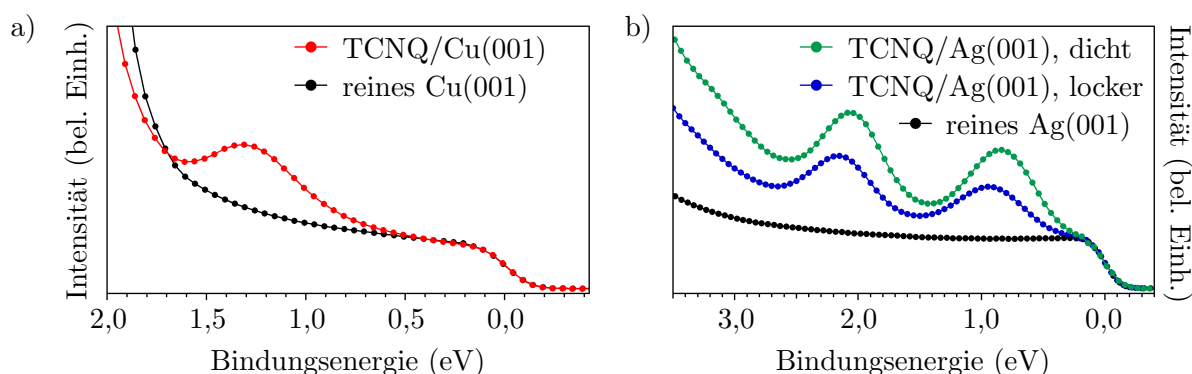 a)
Intensität (bel. Einh.)
TCNQ/Cu(001)
reines Cu(001)
2,0 1,5 1,0 0,5 0,0
Bindungsenergie (eV)
b)
TCNQ/Ag(001), dicht
TCNQ/Ag(001), locker
reines Ag(001)
Intensität (bel. Einh.)
3,0 2,0 1,0 0,0
Bindungsenergie (eV)